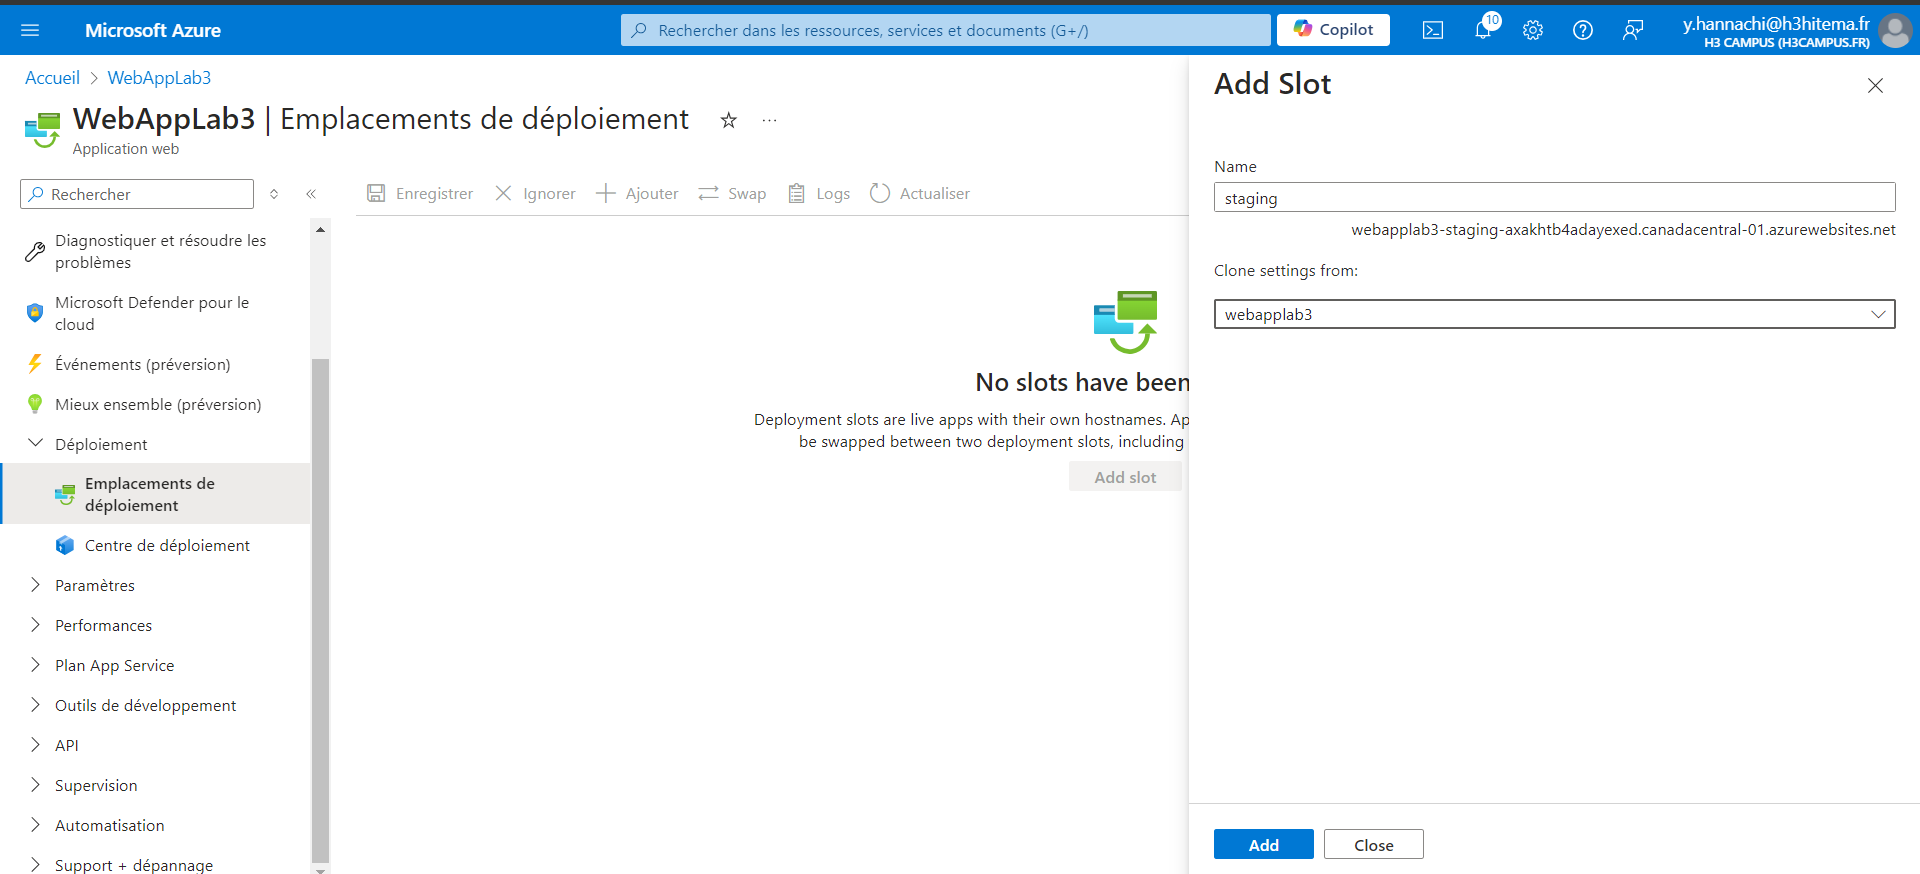 Microsoft Azure
Rechercher dans les ressources, services et documents (G+/)
Copilot
10
y.hannachi@h3hitema.fr
H3 CAMPUS (H3CAMPUS.FR)
Accueil > WebAppLab3
WebAppLab3 | Emplacements de déploiement
Application web
Rechercher
Enregistrer
Ignorer
Ajouter
Swap
Logs
Actualiser
Diagnostiquer et résoudre les
problèmes
Microsoft Defender pour le
cloud
Événements (préversion)
Mieux ensemble (préversion)
Déploiement
Emplacements de
déploiement
Centre de déploiement
Paramètres
Performances
Plan App Service
Outils de développement
API
Supervision
Automatisation
Support + dépannage
No slots have been
Deployment slots are live apps with their own hostnames. Ap
be swapped between two deployment slots, including
Add slot
Add Slot
Name
staging
webapplab3-staging-axakhtb4adayexed.canadacentral-01.azurewebsites.net
Clone settings from:
webapplab3
Add
Close